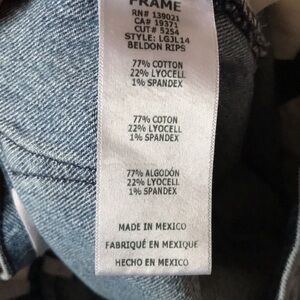 FRAME
RN# 139021
CA# 19371
CUT# 5254
STYLE: LGJL14
BELDON RIPS
77% COTTON
22% LYOCELL
1% SPANDEX
77% COTON
22% LYOCELL
1% SPANDEX
77% ALGODÓN
22% LYOCELL
1% SPANDEX
MADE IN MEXICO
FABRIQUÉ EN MEXIQUE
HECHO EN MEXICO